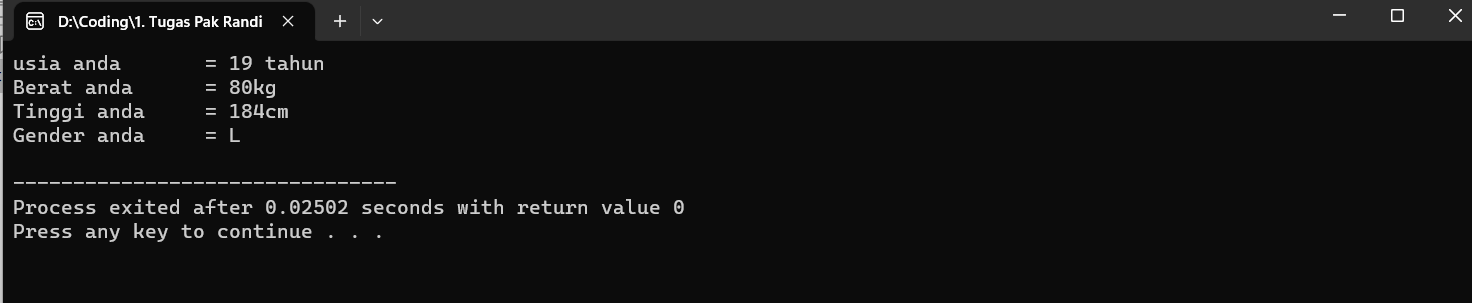 D:\Coding\1. Tugas Pak Randi
usia anda       = 19 tahun
Berat anda      = 80kg
Tinggi anda     = 184cm
Gender anda     = L
--------------------------------
Process exited after 0.02502 seconds with return value 0
Press any key to continue . . .